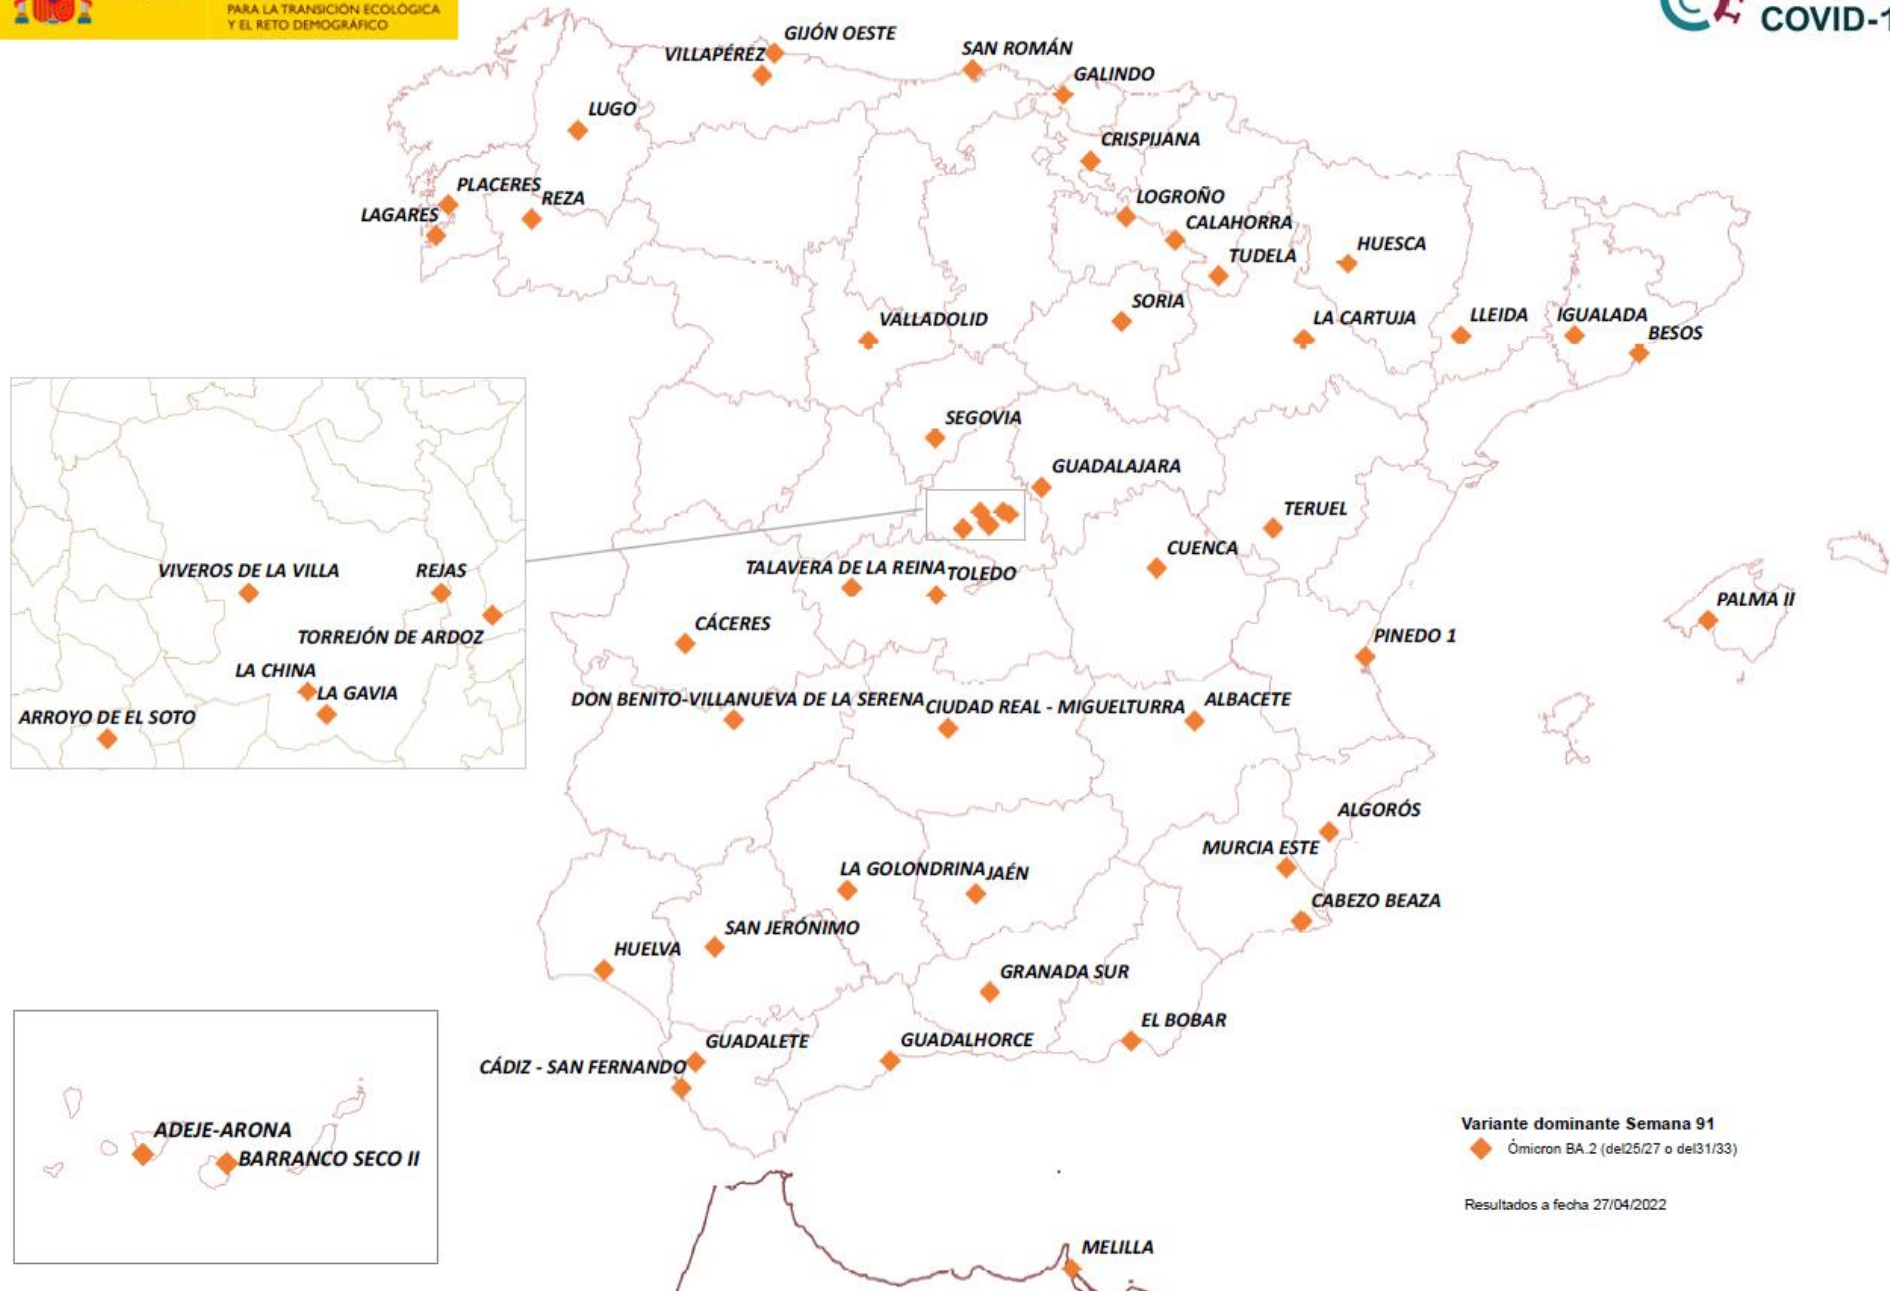 PARA LA TRANSICIÓN ECOLÓGICA
Y EL RETO DEMOGRÁFICO
COVID-1
GIJÓN OESTE
VILLAPÉREZ
SAN ROMÁN
GALINDO
LUGO
CRISPIJANA
PLACERES
REZA
LAGARES
LOGROÑO
CALAHORRA
TUDELA
HUESCA
SORIA
VALLADOLID
LA CARTUJA
LLEIDA
IGUALADA
BESOS
SEGOVIA
GUADALAJARA
TERUEL
CUENCA
TALAVERA DE LA REINA
TOLEDO
CÁCERES
PALMA II
PINEDO 1
VIVEROS DE LA VILLA
REJAS
TORREJÓN DE ARDOZ
LA CHINA
LA GAVIA
ARROYO DE EL SOTO
DON BENITO-VILLANUEVA DE LA SERENA
CIUDAD REAL - MIGUELTURRA
ALBACETE
ALGORÓS
MURCIA ESTE
LA GOLONDRINA
JAÉN
CABEZO BEAZA
SAN JERÓNIMO
HUELVA
GRANADA SUR
EL BOBAR
GUADALETE
GUADALHORCE
CÁDIZ - SAN FERNANDO
ADEJE-ARONA
BARRANCO SECO II
Variante dominante Semana 91
Ómicron BA.2 (del25/27 o del31/33)
Resultados a fecha 27/04/2022
MELILLA